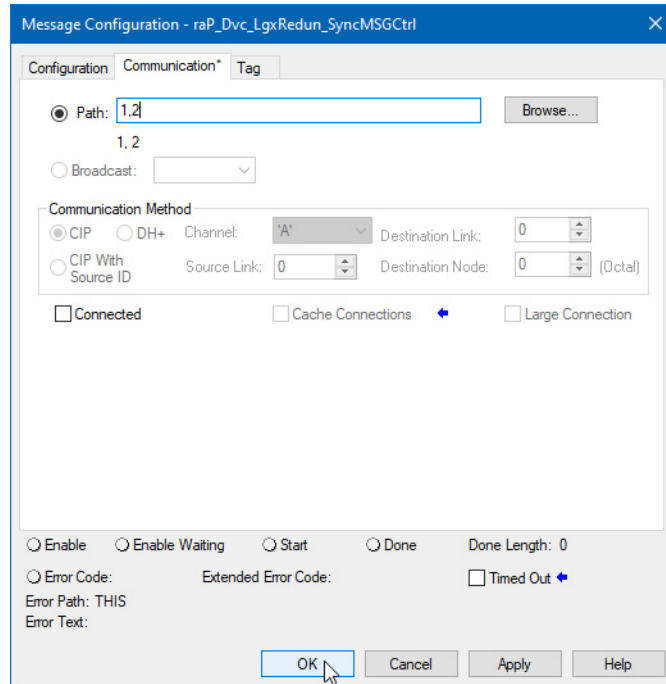 Message Configuration - raP_Dvc_LgxRedun_SyncMSGCtrl
Configuration Communication* Tag
Path: 1,2 Browse...
1, 2
Broadcast:
Communication Method
CIP DH+ Channel: 'A' Destination Link: 0
CIP With Source ID Source Link: 0 Destination Node: 0 (Octal)
Connected Cache Connections Large Connection
Enable Enable Waiting Start Done Done Length: 0
Error Code: Extended Error Code: Timed Out
Error Path: THIS
Error Text:
OK Cancel Apply Help